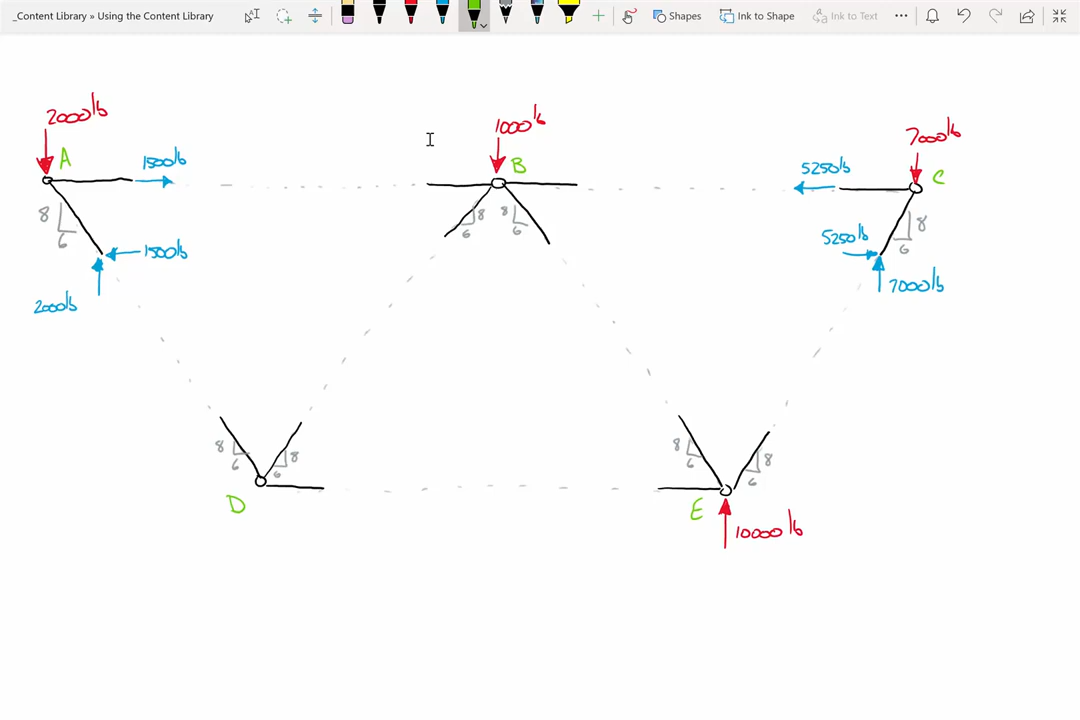 _Content Library » Using the Content Library
Shapes
Ink to Shape
Ink to Text
2000lb
A
1500lb
8
6
1500lb
2000lb
1000lb
B
8
6
8
6
7000lb
C
5250lb
8
6
5250lb
7000lb
8
6
8
6
D
8
6
8
6
E
10000lb